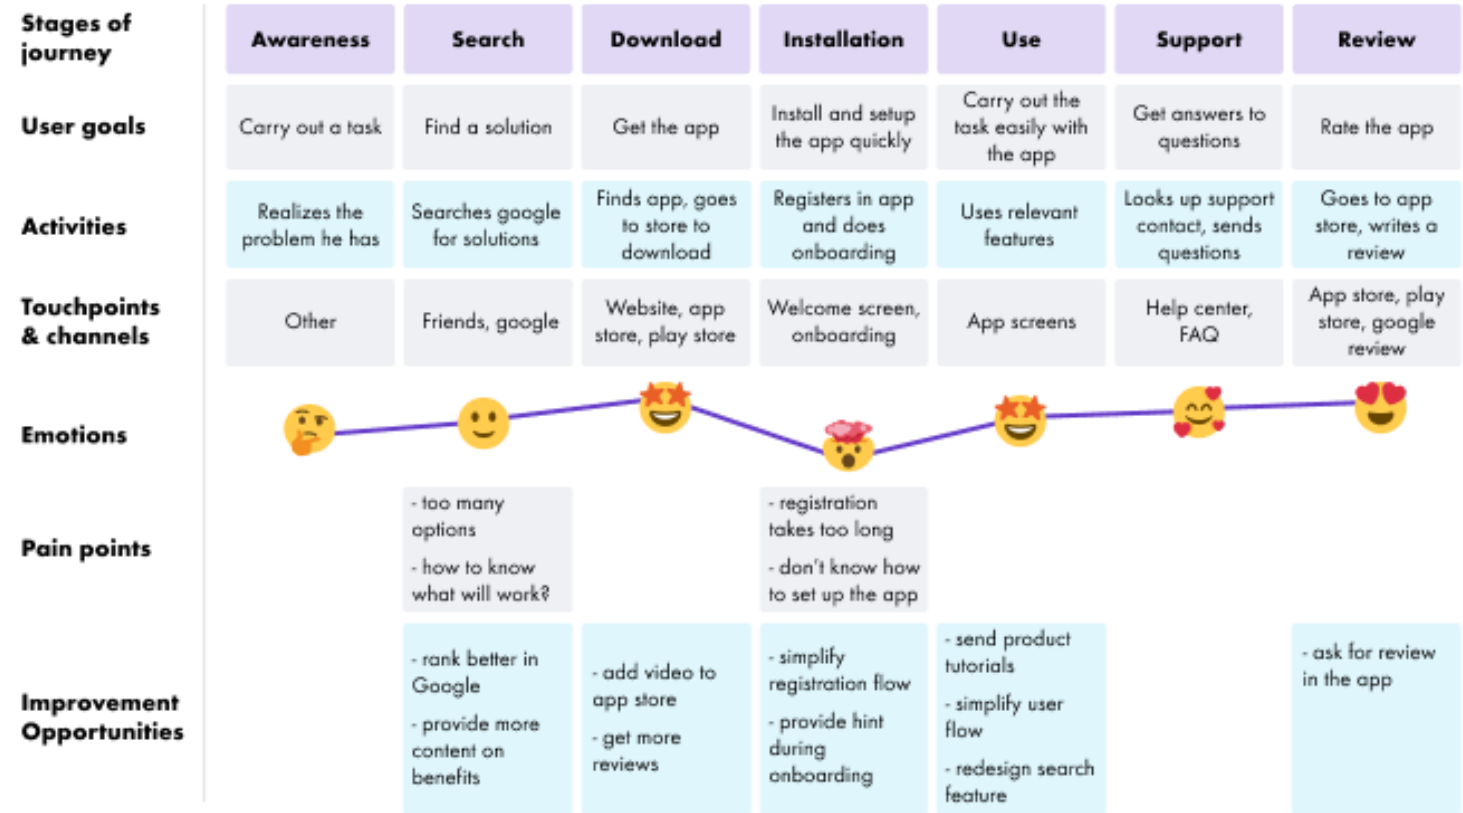 Stages of
journey
Awareness
Search
Download
Installation
Use
Support
Review
User goals
Carry out a task
Find a solution
Get the app
Install and setup
the app quickly
Carry out the
task easily with
the app
Get answers to
questions
Rate the app
Activities
Realizes the
problem he has
Searches google
for solutions
Finds app, goes
to store to
download
Registers in app
and does
onboarding
Uses relevant
features
Looks up support
contact, sends
questions
Goes to app
store, writes a
review
Touchpoints
& channels
Other
Friends, google
Website, app
store, play store
Welcome screen,
onboarding
App screens
Help center,
FAQ
App store, play
store, google
review
Emotions
Pain points
- too many
options
- how to know
what will work?
- registration
takes too long
- don't know how
to set up the app
Improvement
Opportunities
- rank better in
Google
- provide more
content on
benefits
- add video to
app store
- get more
reviews
- simplify
registration flow
- provide hint
during
onboarding
- send product
tutorials
- simplify user
flow
- redesign search
feature
- ask for review
in the app